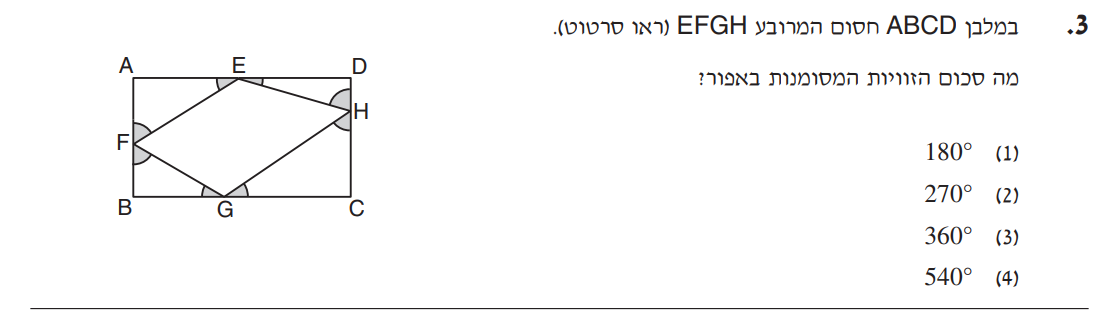 3. במלבן ABCD חסום המרובע EFGH (ראו סרטוט).
מה סכום הזוויות המסומנות באפור?
(1) 180°
(2) 270°
(3) 360°
(4) 540°
A E D
H
F
B G C